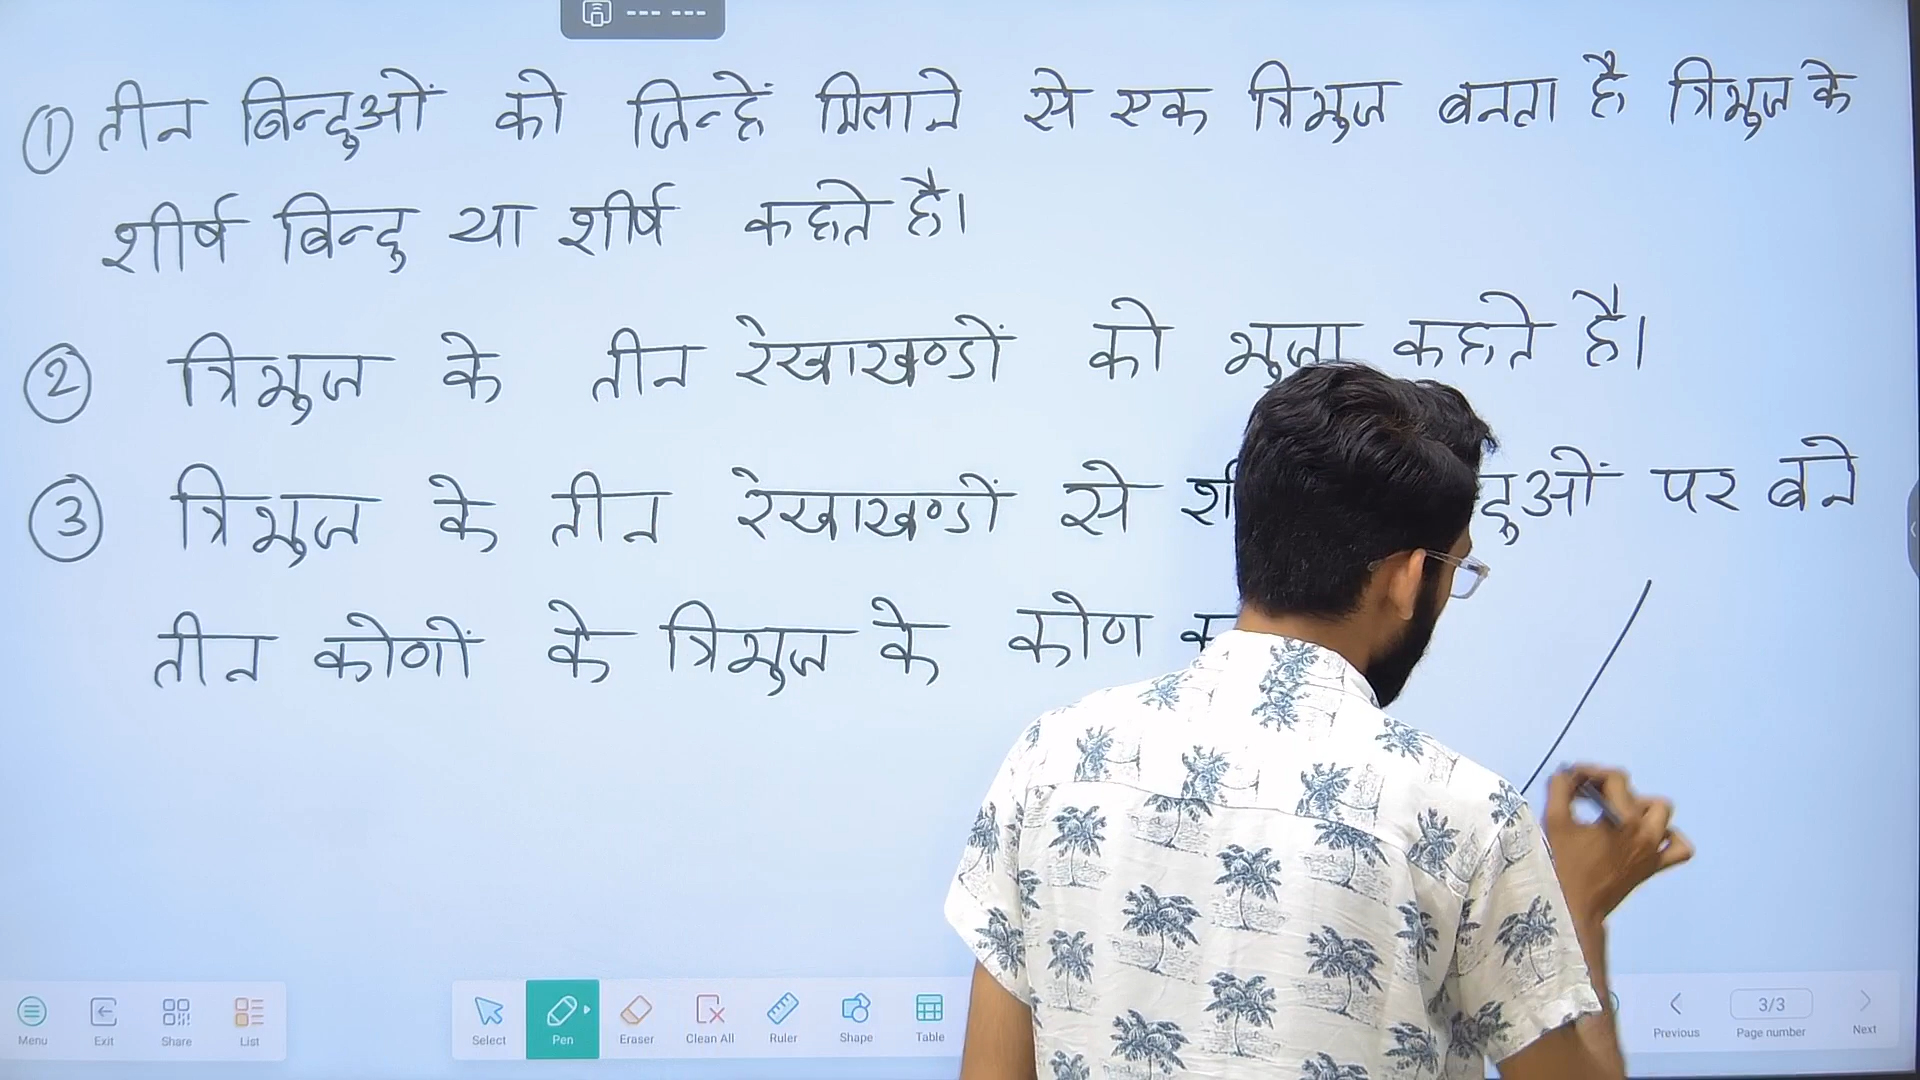 ① तीन बिन्दुओं को जिन्हें मिलाने से एक त्रिभुज बनता है त्रिभुज के
शीर्ष बिन्दु या शीर्ष कहते है।
② त्रिभुज के तीन रेखाखण्डों को भुजा कहते है।
③ त्रिभुज के तीन रेखाखण्डों से पर बने
तीन कोणों के त्रिभुज के कोण
Menu Exit Share List Select Pen Eraser Clean All Ruler Shape Table Previous 3/3 Page number Next